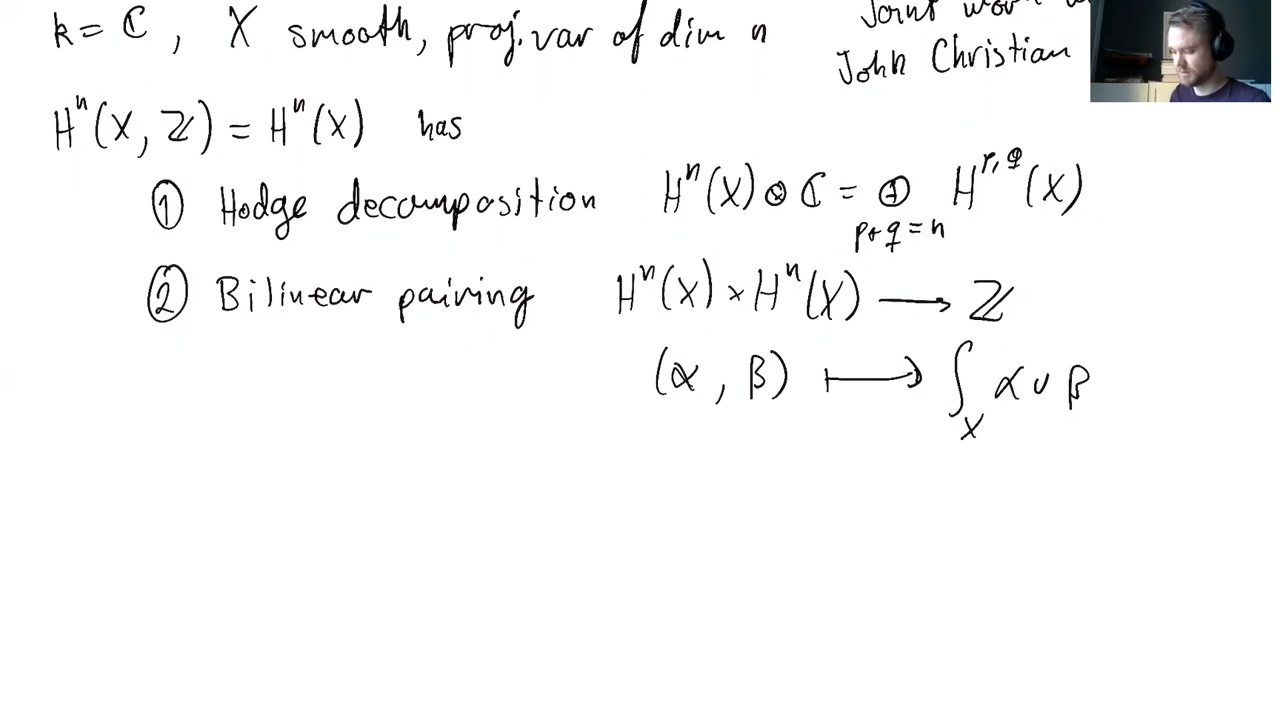 k = ℂ, X smooth, proj. var of dim n
Joint
John Christian
Hⁿ(X, ℤ) = Hⁿ(X) has
① Hodge decomposition Hⁿ(X) ⊗ ℂ = ⊕ H^{p,q}(X)
p+q=n
② Bilinear pairing Hⁿ(X) × Hⁿ(X) ⟶ ℤ
(α, β) ⟼ ∫_X α ∪ β